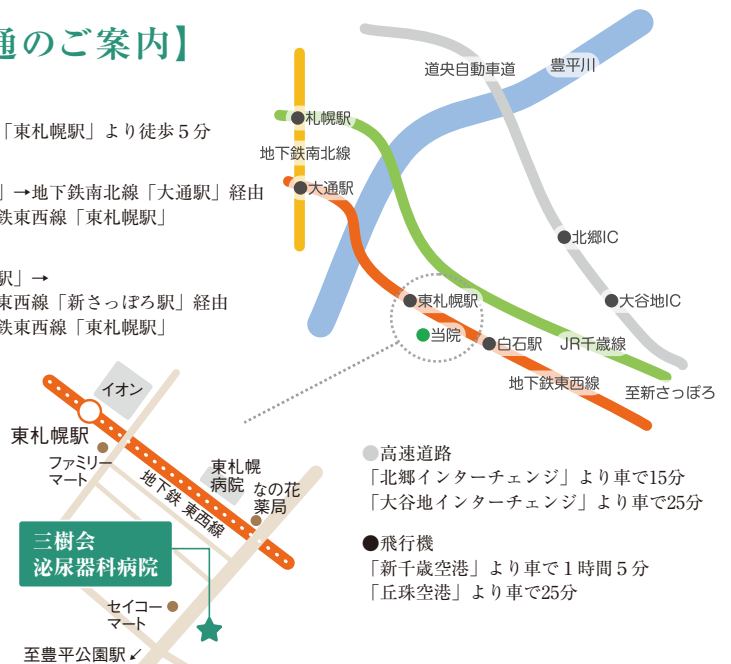 通のご案内】
「東札幌駅」より徒歩５分
」→地下鉄南北線「大通駅」経由
鉄東西線「東札幌駅」
駅」→
東西線「新さっぽろ駅」経由
鉄東西線「東札幌駅」
道央自動車道
豊平川
札幌駅
地下鉄南北線
大通駅
北郷IC
東札幌駅
大谷地IC
当院
白石駅
JR千歳線
地下鉄東西線
至新さっぽろ
イオン
東札幌駅
ファミリー
マート
地下鉄 東西線
東札幌
病院
なの花
薬局
三樹会
泌尿器科病院
セイコー
マート
至豊平公園駅↙
●高速道路
「北郷インターチェンジ」より車で15分
「大谷地インターチェンジ」より車で25分
●飛行機
「新千歳空港」より車で１時間５分
「丘珠空港」より車で25分